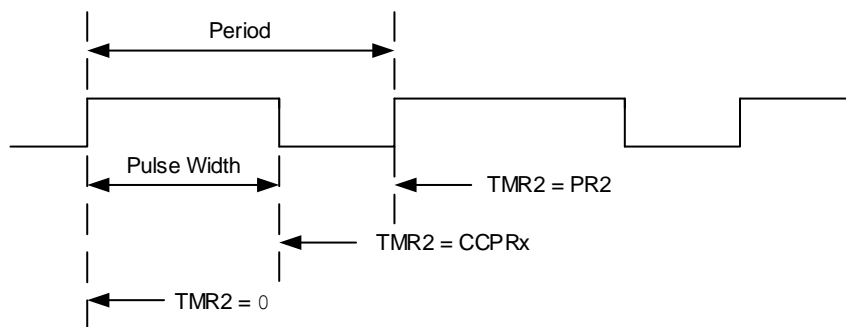 Period
Pulse Width
TMR2 = PR2
TMR2 = CCPRx
TMR2 = 0